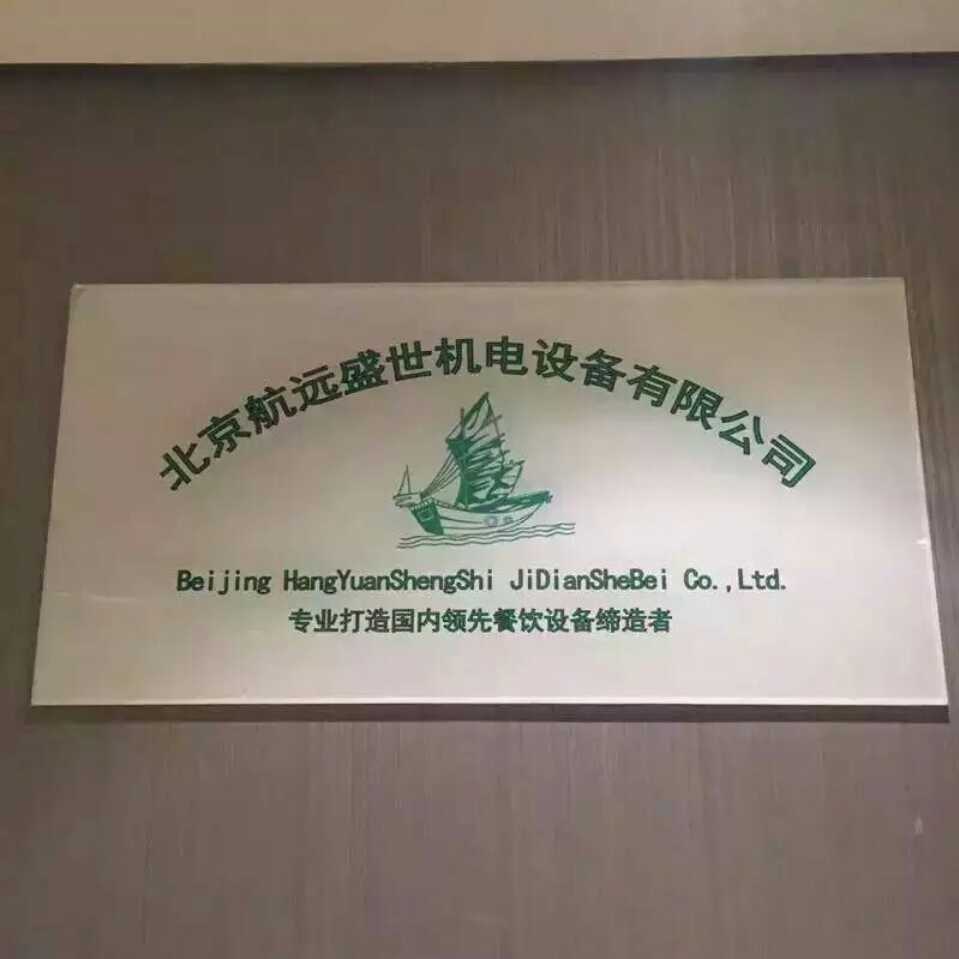 北京航远盛世机电设备有限公司
Beijing HangYuanShengShi JiDianSheBei Co.,Ltd.
专业打造国内领先餐饮设备缔造者